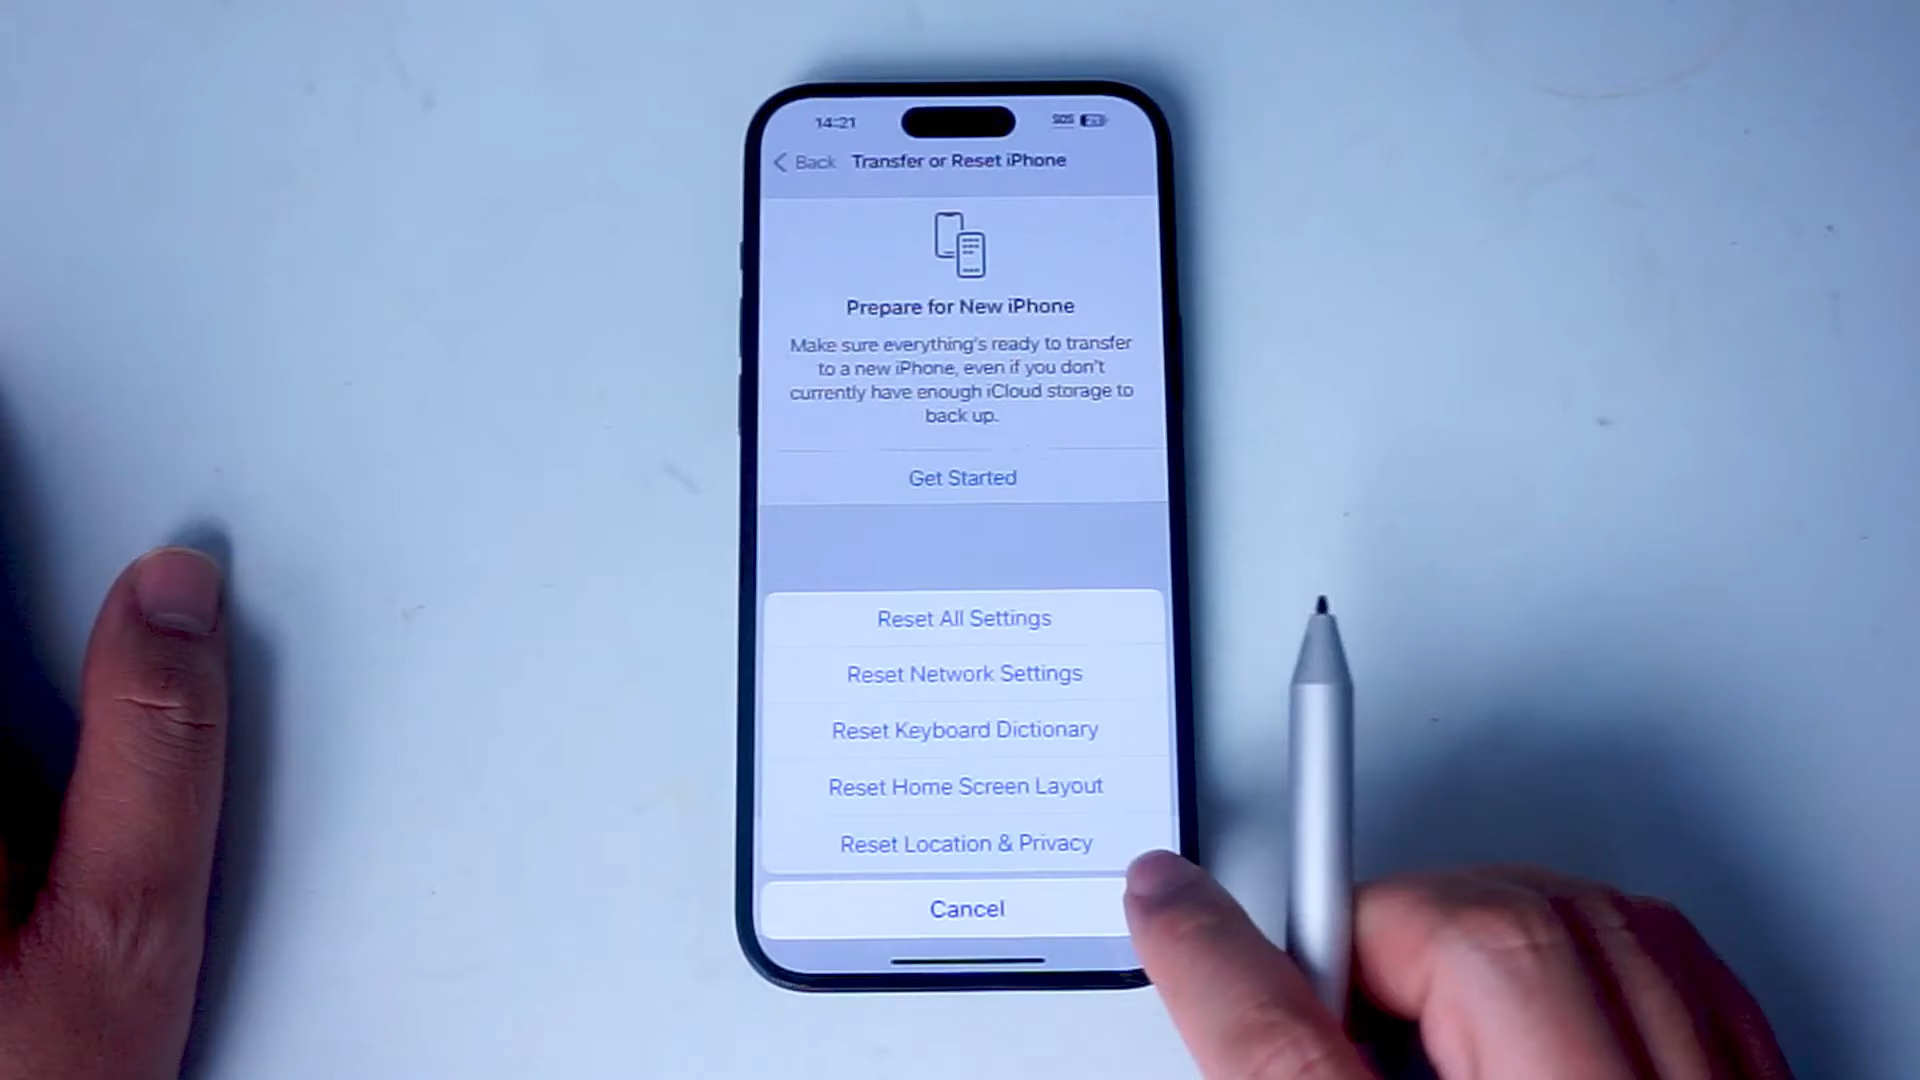 14:21
SOS
Back Transfer or Reset iPhone
Prepare for New iPhone
Make sure everything's ready to transfer
to a new iPhone, even if you don't
currently have enough iCloud storage to
back up.
Get Started
Reset All Settings
Reset Network Settings
Reset Keyboard Dictionary
Reset Home Screen Layout
Reset Location & Privacy
Cancel